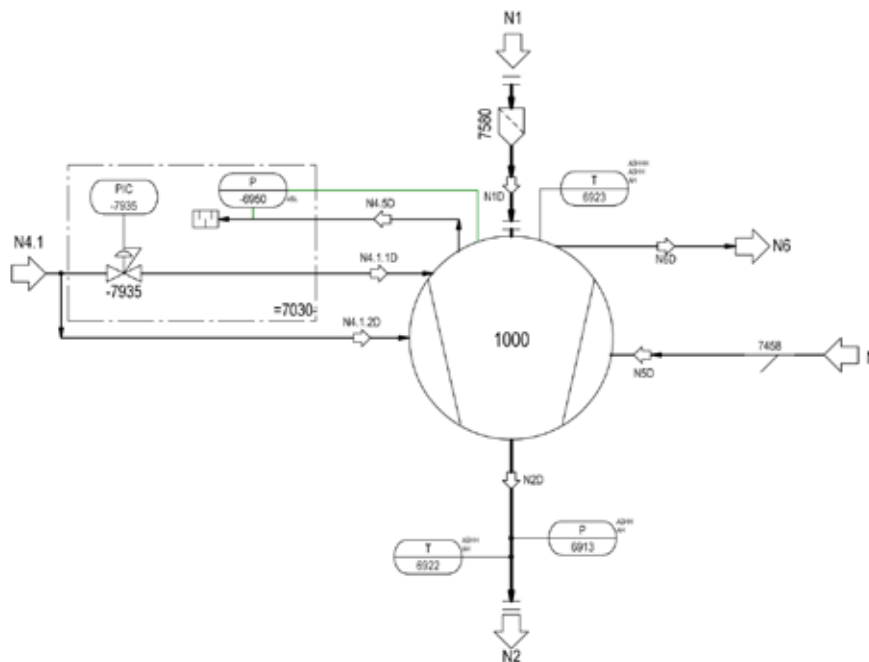 N1
7580
N1D
T
6923
PIC
-7935
P
-6950
N4.5D
N4.1
N4.1.1D
-7935
=7030-
N6D
N6
N4.1.2D
1000
7458
N5D
N2D
T
6922
P
6913
N2